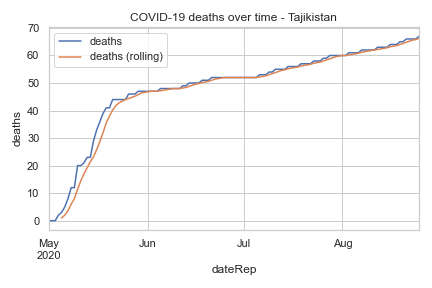 COVID-19 deaths over time - Tajikistan
deaths
deaths (rolling)
70
60
50
40
30
20
10
0
deaths
May
2020
Jun
Jul
Aug
dateRep